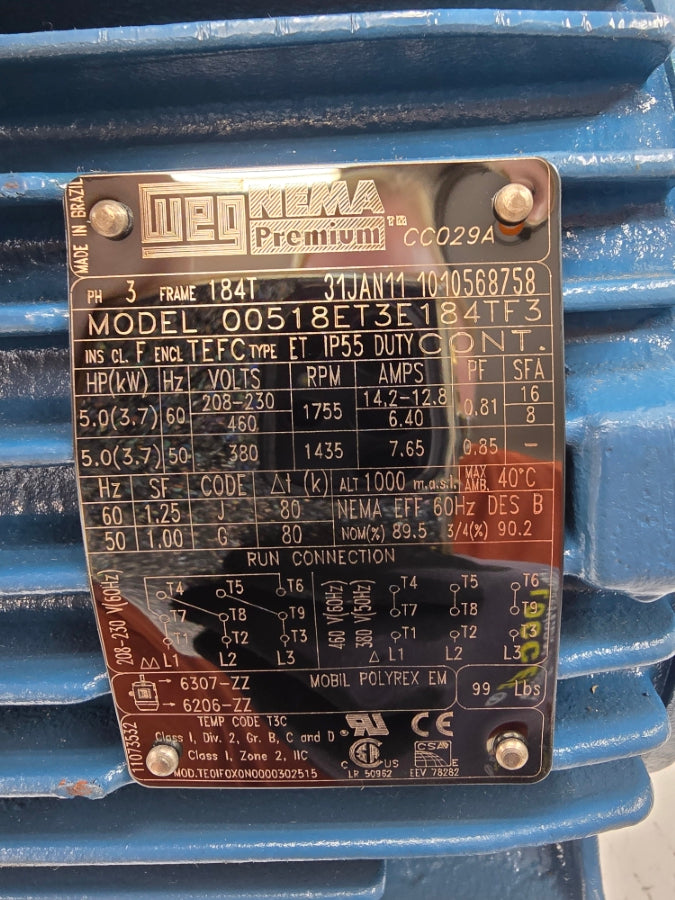 MADE IN BRAZIL
WEG NEMA Premium™ CC029A
PH 3 FRAME 184T 31JAN11 1010568758
MODEL 00518ET3E184TF3
INS CL. F ENCL TEFC TYPE ET IP55 DUTY CONT.
HP(kW) Hz VOLTS RPM AMPS PF SFA
5.0(3.7) 60 208-230 460 1755 14.2-12.8 6.40 0.81 16 8
5.0(3.7) 50 380 1435 7.65 0.85 -
Hz SF CODE Δt (k) ALT 1000 m.a.s.l. MAX AMB. 40°C
60 1.25 J 80 NEMA EFF 60Hz DES B
50 1.00 G 80 NOM(%) 89.5 3/4(%) 90.2
RUN CONNECTION
208-230 V(60Hz) 460 V(60Hz) 380 V(50Hz)
T4 T5 T6 T4 T5 T6
T7 T8 T9 T7 T8 T9
T1 T2 T3 T1 T2 T3
ΔΔ L1 L2 L3 Δ L1 L2 L3
→ 6307-ZZ MOBIL POLYREX EM 99 Lbs
→ 6206-ZZ
TEMP CODE T3C
Class I, Div. 2, Gr. B, C and D
Class I, Zone 2, IIC
MOD.TE01F0X0N0000302515
11073532
RU CE
C SA US CSA E
LR 50962 EEV 78282